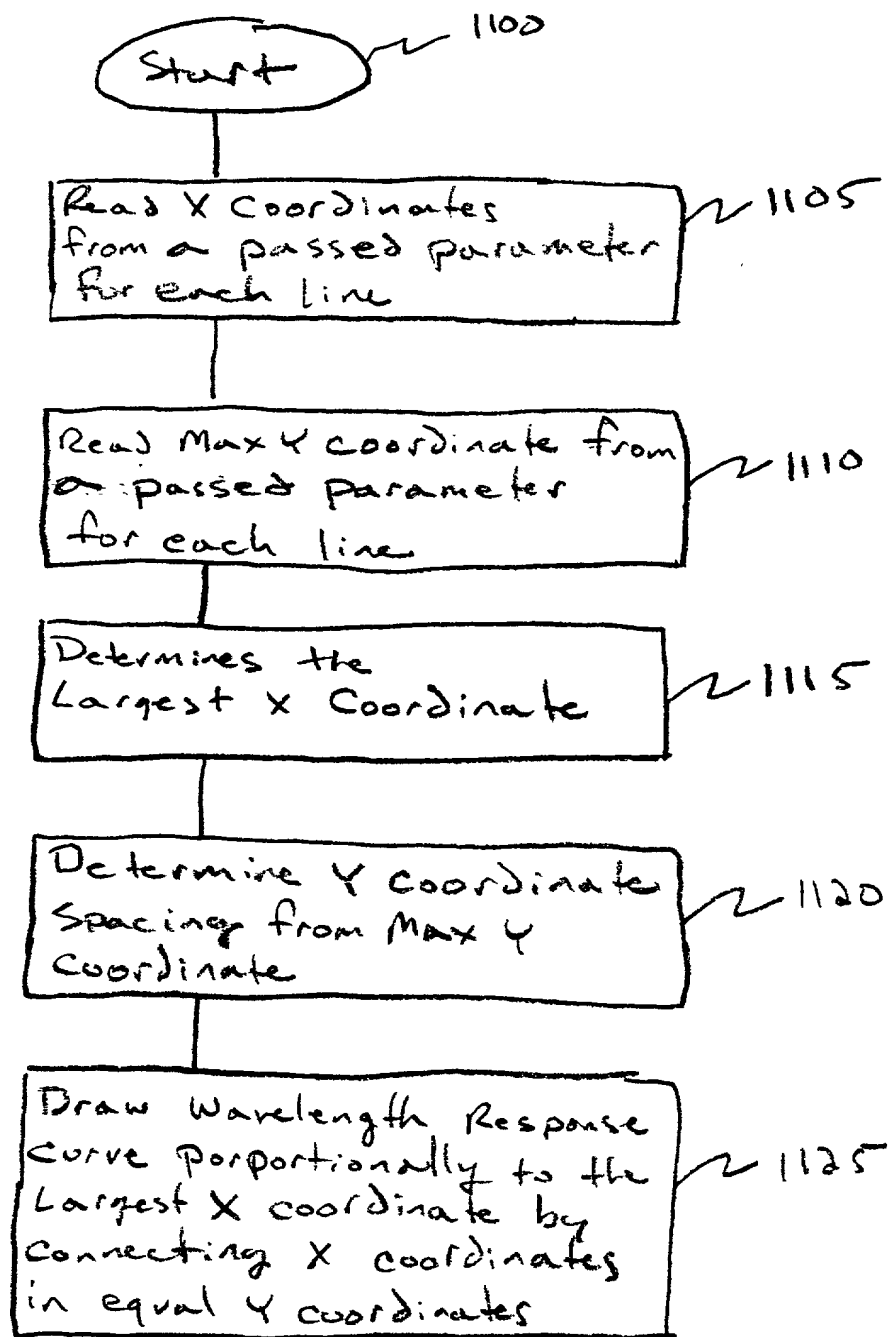 1100
Start
Read X Coordinates
from a passed parameter
for each line
1105
Read Max Y coordinate from
a passed parameter
for each line
1110
Determines the
Largest X Coordinate
1115
Determine Y coordinate
Spacing from Max Y
Coordinate
1120
Draw Wavelength Response
Curve porportionally to the
Largest X coordinate by
Connecting X coordinates
in equal Y coordinates
1125